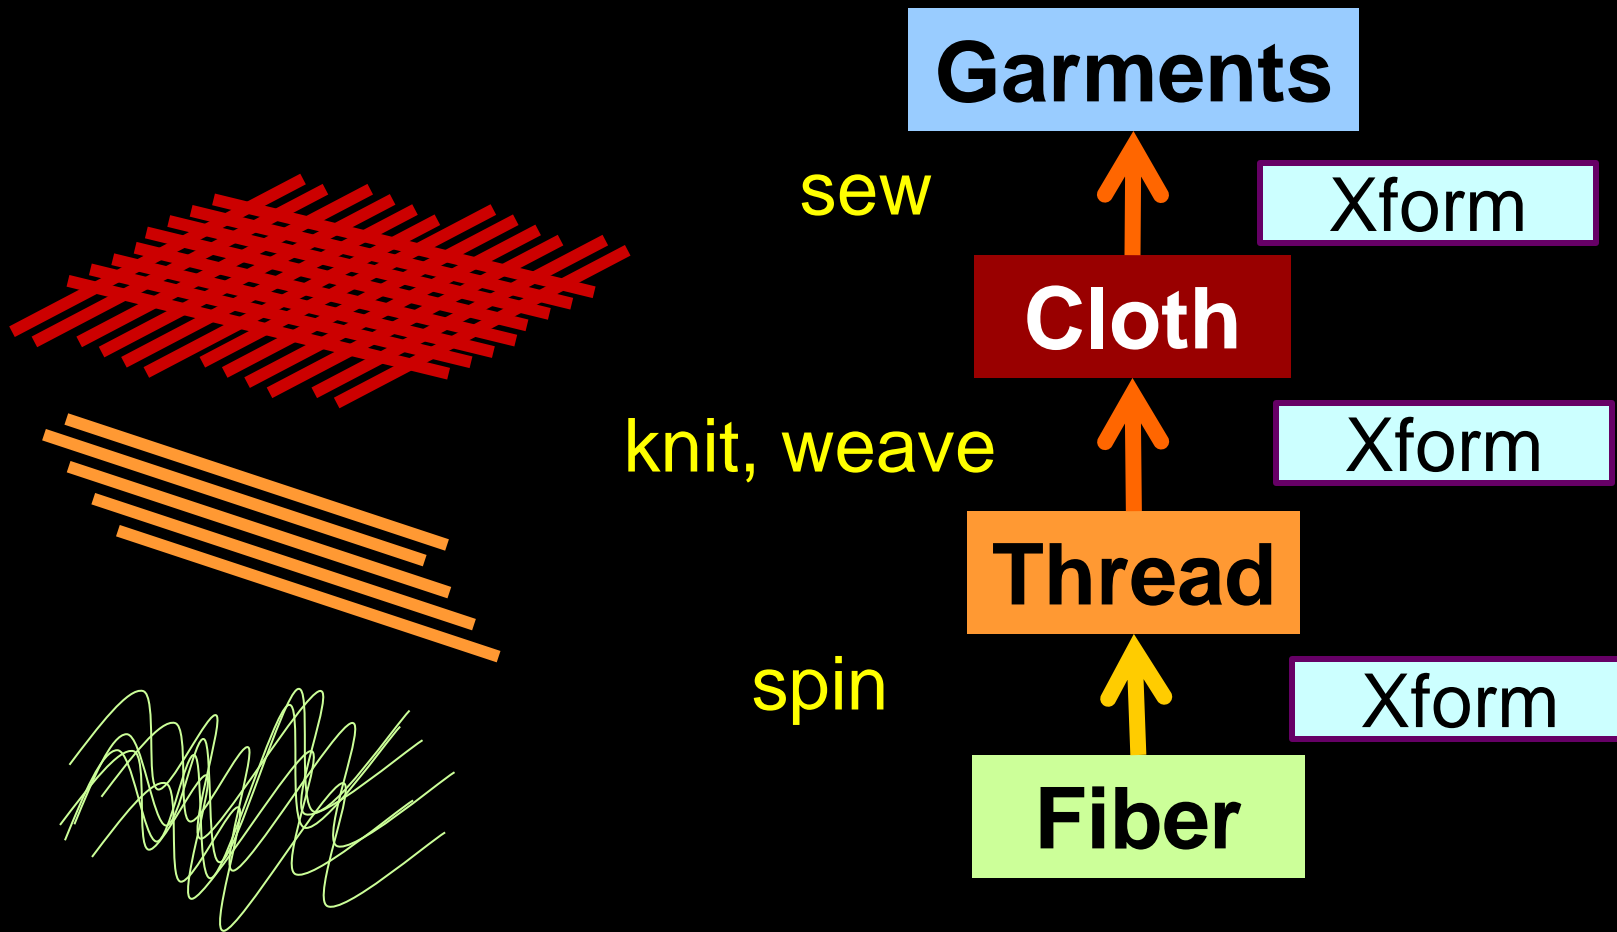 Garments
sew
Xform
Cloth
knit, weave
Xform
Thread
spin
Xform
Fiber